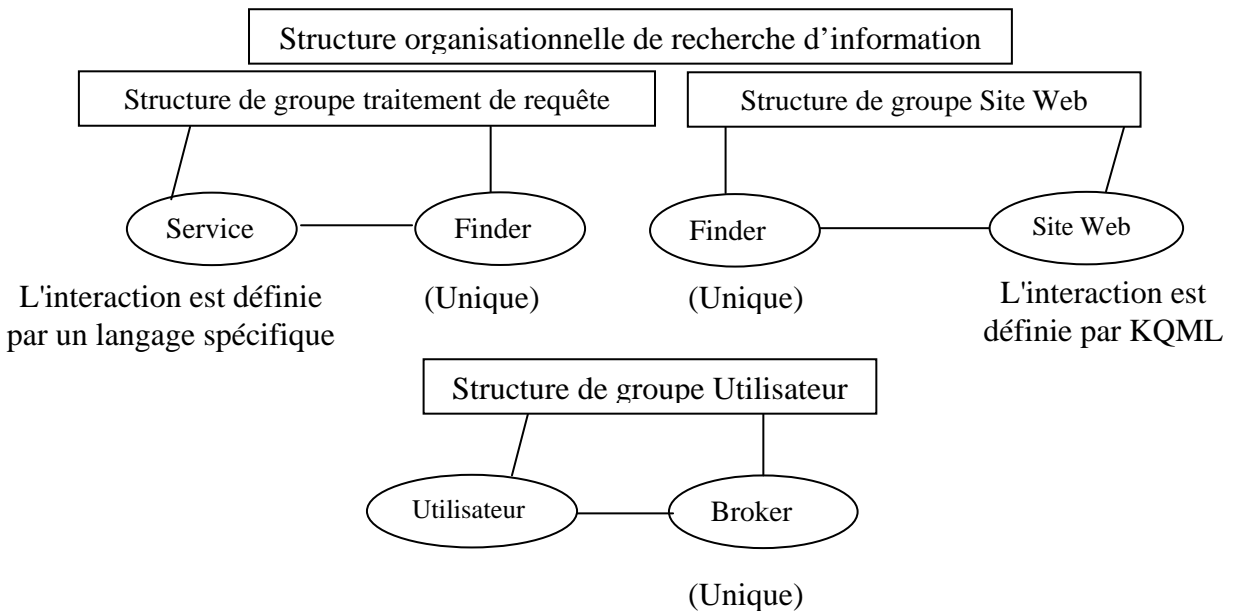 Structure organisationnelle de recherche d’information
Structure de groupe traitement de requête
Structure de groupe Site Web
Service
Finder
Finder
Site Web
L'interaction est définie
par un langage spécifique
(Unique)
(Unique)
L'interaction est
définie par KQML
Structure de groupe Utilisateur
Utilisateur
Broker
(Unique)